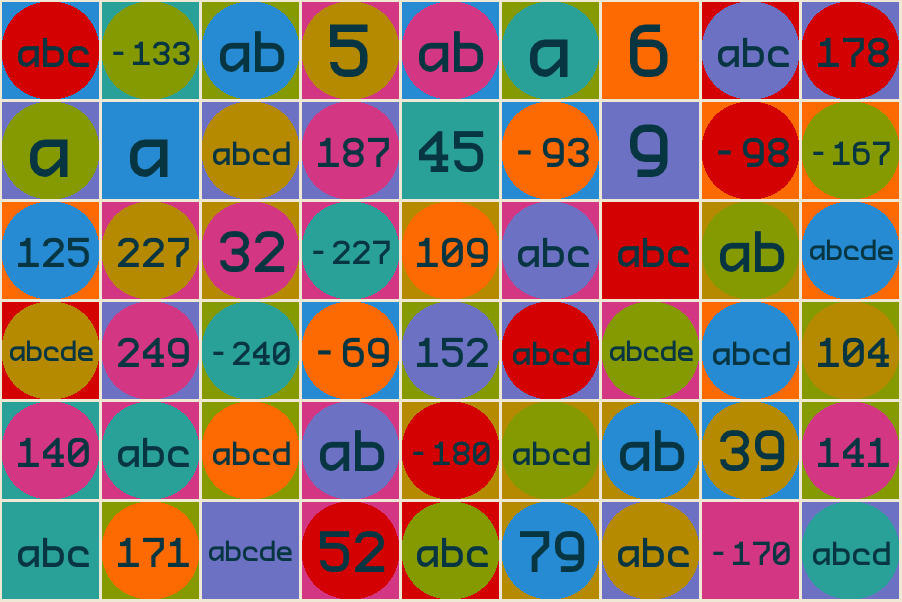 abc -133 ab 5 ab a 6 abc 178
a a abcd 187 45 -93 9 -98 -167
125 227 32 -227 109 abc abc ab abcde
abcde 249 -240 -69 152 abcd abcde abcd 104
140 abc abcd ab -180 abcd ab 39 141
abc 171 abcde 52 abc 79 abc -170 abcd